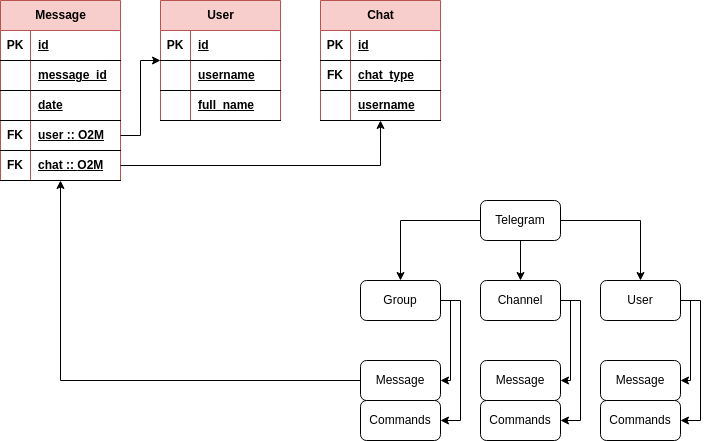 Message
PK id
message_id
date
FK user :: O2M
FK chat :: O2M
User
PK id
username
full_name
Chat
PK id
FK chat_type
username
Telegram
Group
Channel
User
Message
Message
Message
Commands
Commands
Commands